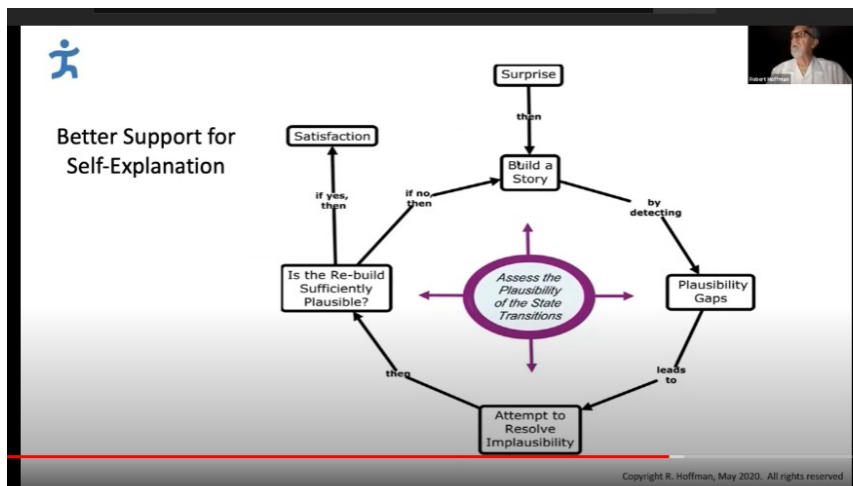 Robert Hoffman
Better Support for
Self-Explanation
Surprise
then
Build a
Story
by
detecting
Plausibility
Gaps
leads
to
Attempt to
Resolve
Implausibility
then
Is the Re-build
Sufficiently
Plausible?
if yes,
then
Satisfaction
if no,
then
Assess the
Plausibility
of the State
Transitions
Copyright R. Hoffman, May 2020. All rights reserved